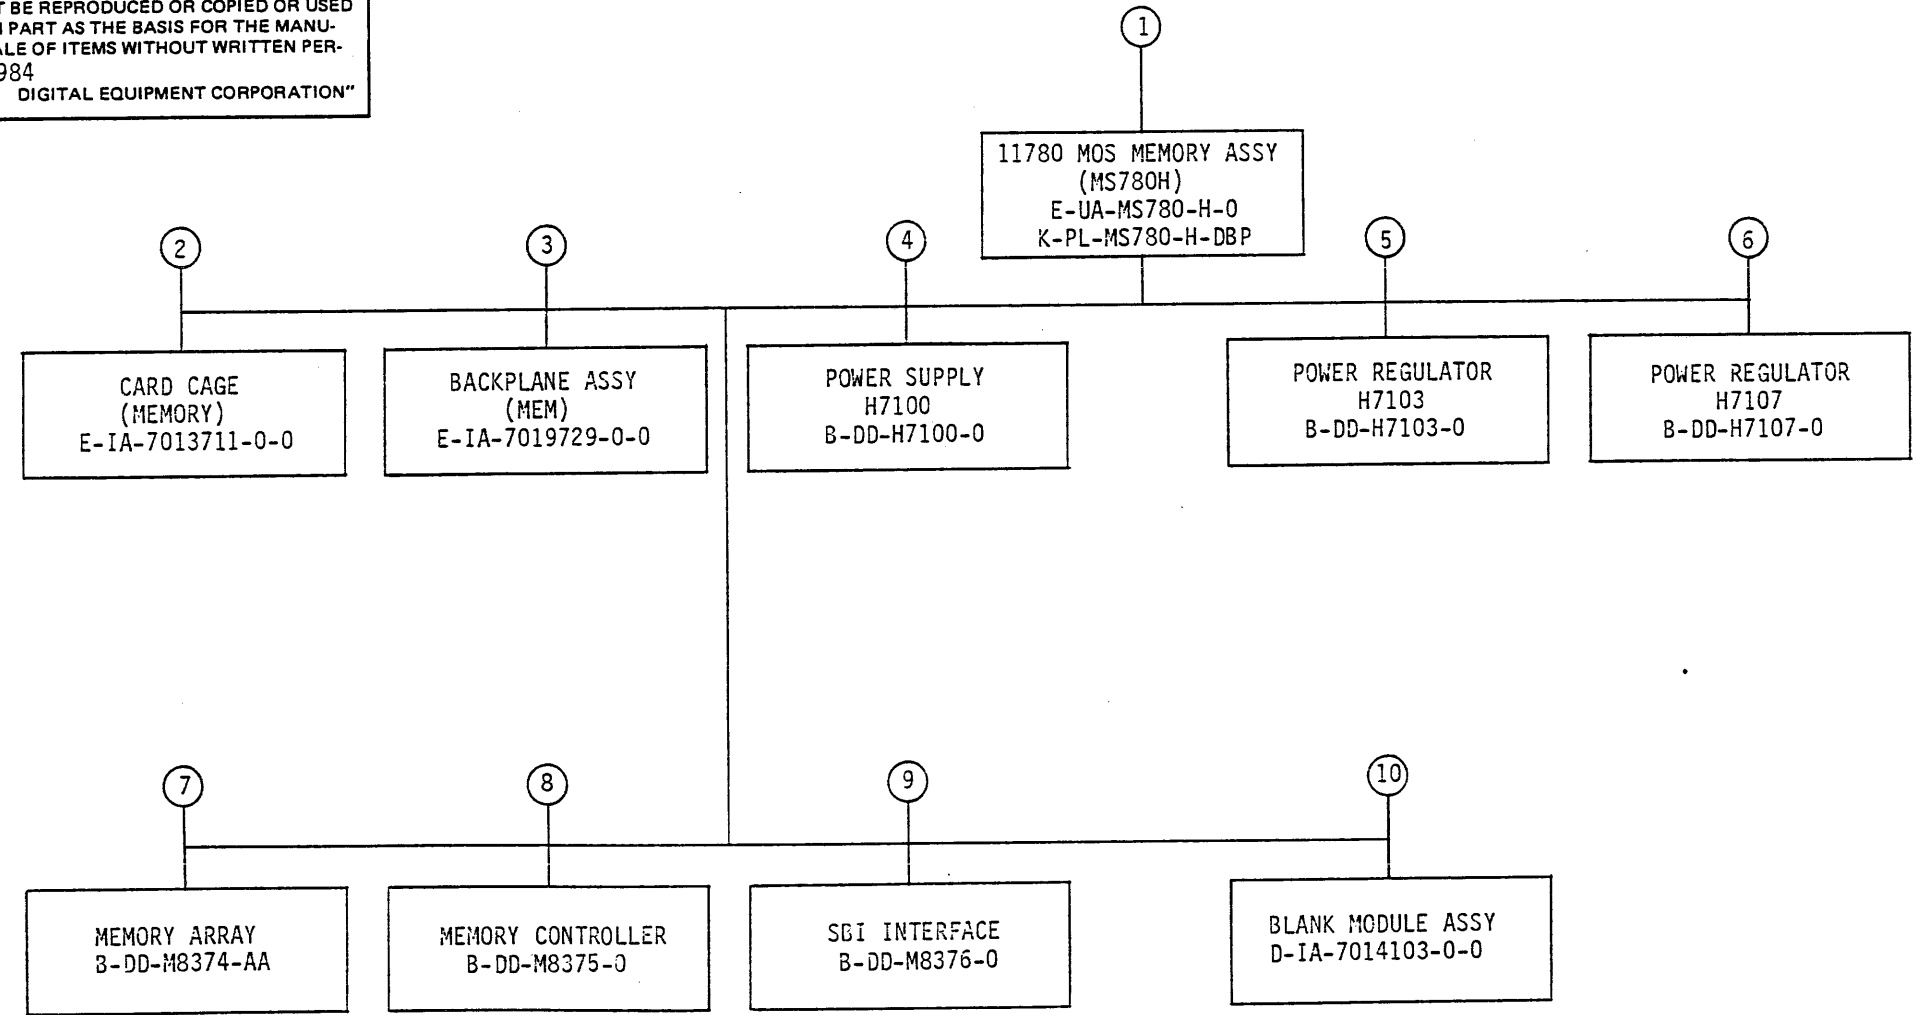 T BE REPRODUCED OR COPIED OR USED
PART AS THE BASIS FOR THE MANU-
LE OF ITEMS WITHOUT WRITTEN PER-
984
DIGITAL EQUIPMENT CORPORATION"
1
11780 MOS MEMORY ASSY
(MS780H)
E-UA-MS780-H-0
K-PL-MS780-H-DBP
2
3
4
5
6
CARD CAGE
(MEMORY)
E-IA-7013711-0-0
BACKPLANE ASSY
(MEM)
E-IA-7019729-0-0
POWER SUPPLY
H7100
B-DD-H7100-0
POWER REGULATOR
H7103
B-DD-H7103-0
POWER REGULATOR
H7107
B-DD-H7107-0
7
8
9
10
MEMORY ARRAY
B-DD-M8374-AA
MEMORY CONTROLLER
B-DD-M8375-0
SBI INTERFACE
B-DD-M8376-0
BLANK MODULE ASSY
D-IA-7014103-0-0